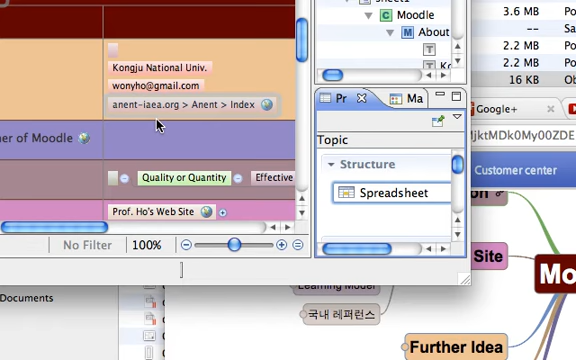 Sheet1
Moodle
About
T
T
3.6 MB
--
2.2 MB
2.2 MB
16 KB
Kongju National Univ.
wonyho@gmail.com
anent-iaea.org > Anent > Index
er of Moodle
Quality or Quantity
Effective
Prof. Ho's Web Site
No Filter
100%
Pr
Ma
Topic
Structure
Spreadsheet
Google+
MjktMDk0My00ZDE
Customer center
Site
Mo
Learning Model
국내 레퍼런스
Further Idea
Documents